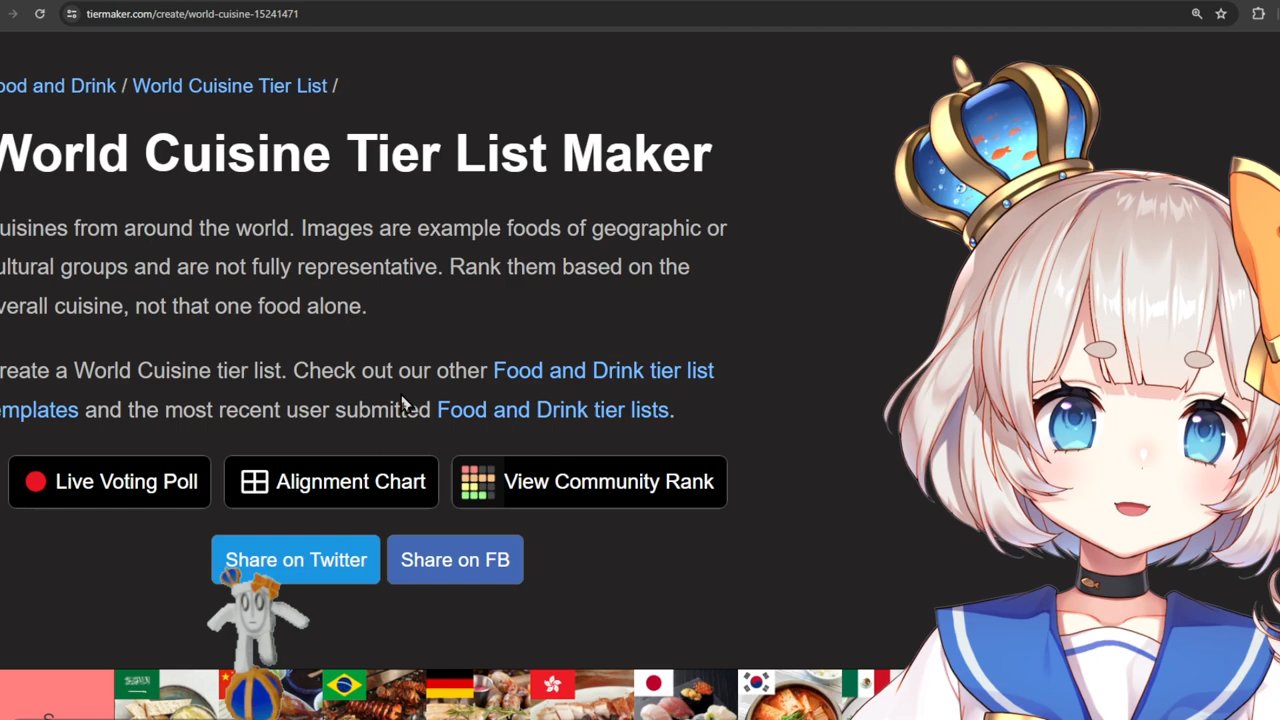 tiermaker.com/create/world-cuisine-15241471
ood and Drink / World Cuisine Tier List /
World Cuisine Tier List Maker
uisines from around the world. Images are example foods of geographic or
ultural groups and are not fully representative. Rank them based on the
verall cuisine, not that one food alone.
reate a World Cuisine tier list. Check out our other Food and Drink tier list
emplates and the most recent user submitted Food and Drink tier lists.
Live Voting Poll
Alignment Chart
View Community Rank
Share on Twitter
Share on FB
S